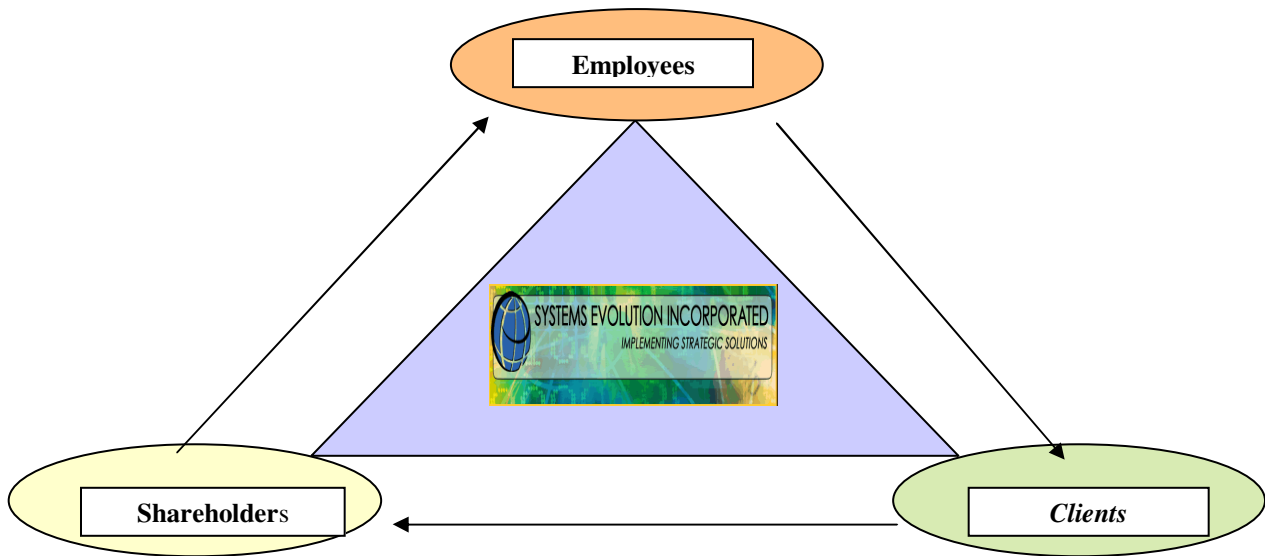 Employees
SYSTEMS EVOLUTION INCORPORATED
IMPLEMENTING STRATEGIC SOLUTIONS
Shareholders
Clients